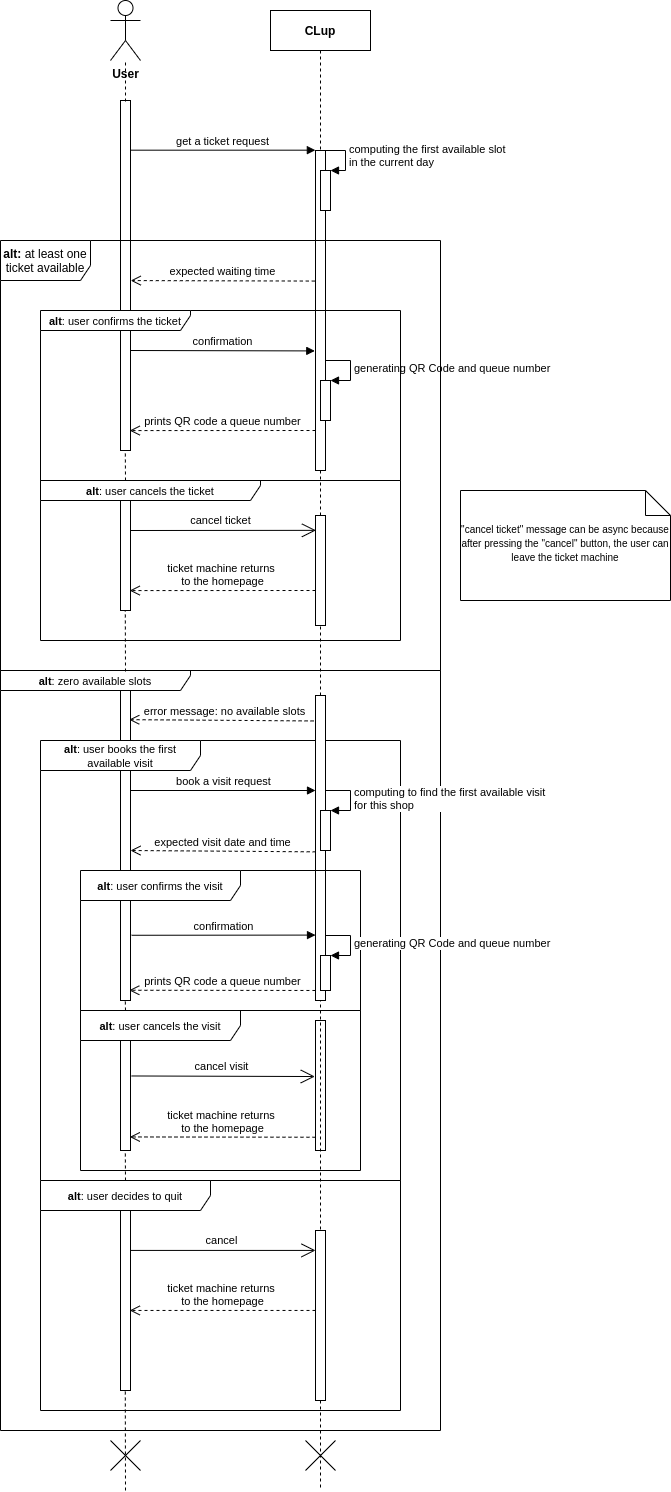 CLup
User
get a ticket request
computing the first available slot
in the current day
alt: at least one
ticket available
expected waiting time
alt: user confirms the ticket
confirmation
generating QR Code and queue number
prints QR code a queue number
alt: user cancels the ticket
cancel ticket
"cancel ticket" message can be async because
after pressing the "cancel" button, the user can
leave the ticket machine
ticket machine returns
to the homepage
alt: zero available slots
error message: no available slots
alt: user books the first
available visit
book a visit request
computing to find the first available visit
for this shop
expected visit date and time
alt: user confirms the visit
confirmation
generating QR Code and queue number
prints QR code a queue number
alt: user cancels the visit
cancel visit
ticket machine returns
to the homepage
alt: user decides to quit
cancel
ticket machine returns
to the homepage